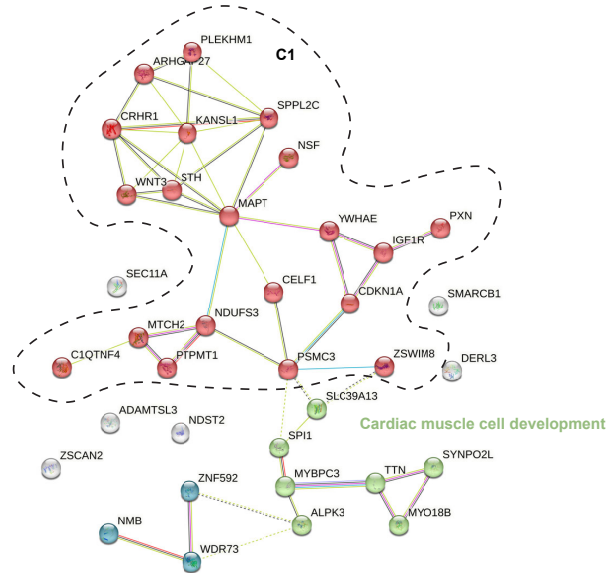 PLEKHM1
C1
ARHGAP27
SPPL2C
CRHR1
KANSL1
NSF
WNT3
STH
MAPT
PXN
YWHAE
IGF1R
SEC11A
CELF1
CDKN1A
SMARCB1
NDUFS3
MTCH2
C1QTNF4
PTPMT1
PSMC3
ZSWIM8
DERL3
SLC39A13
ADAMTSL3
NDST2
Cardiac muscle cell development
SPI1
ZSCAN2
SYNPO2L
TTN
MYBPC3
ZNF592
ALPK3
MYO18B
NMB
WDR73